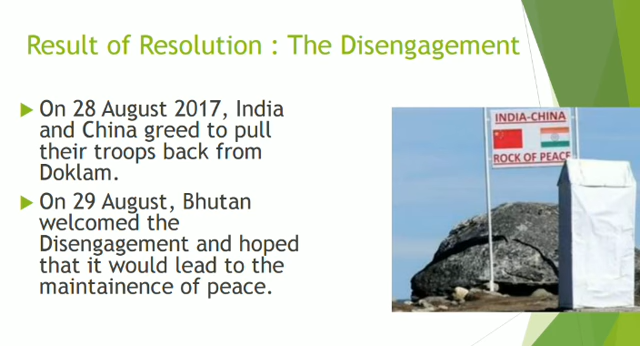 Result of Resolution : The Disengagement
On 28 August 2017, India
and China greed to pull
their troops back from
Doklam.
On 29 August, Bhutan
welcomed the
Disengagement and hoped
that it would lead to the
maintainence of peace.
INDIA-CHINA
ROCK OF PEACE